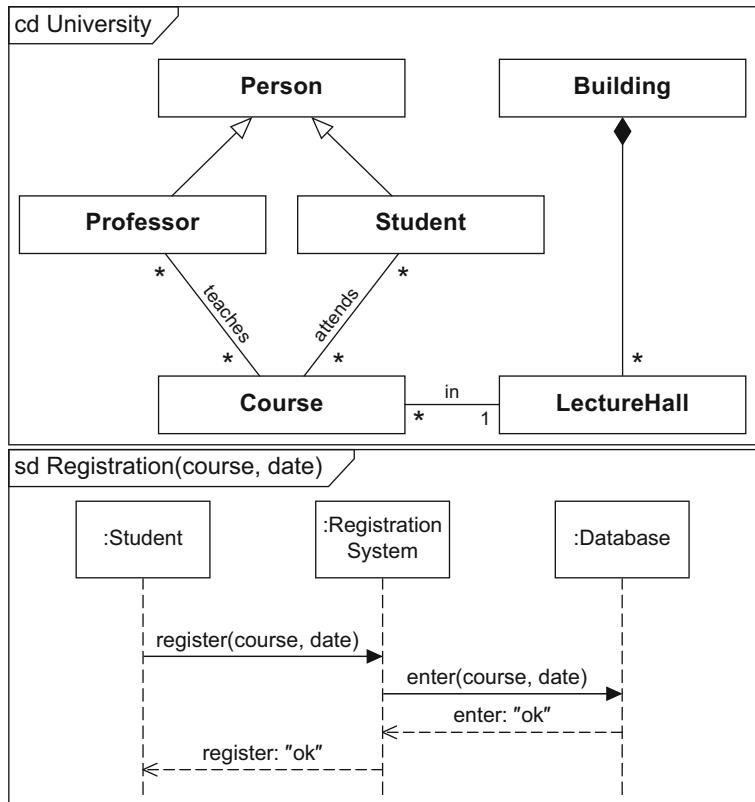 cd University
Person
Building
Professor
Student
*
*
teaches
attends
*
*
*
Course
in
LectureHall
*
1
sd Registration(course, date)
:Student
:Registration
System
:Database
register(course, date)
enter(course, date)
enter: "ok"
register: "ok"